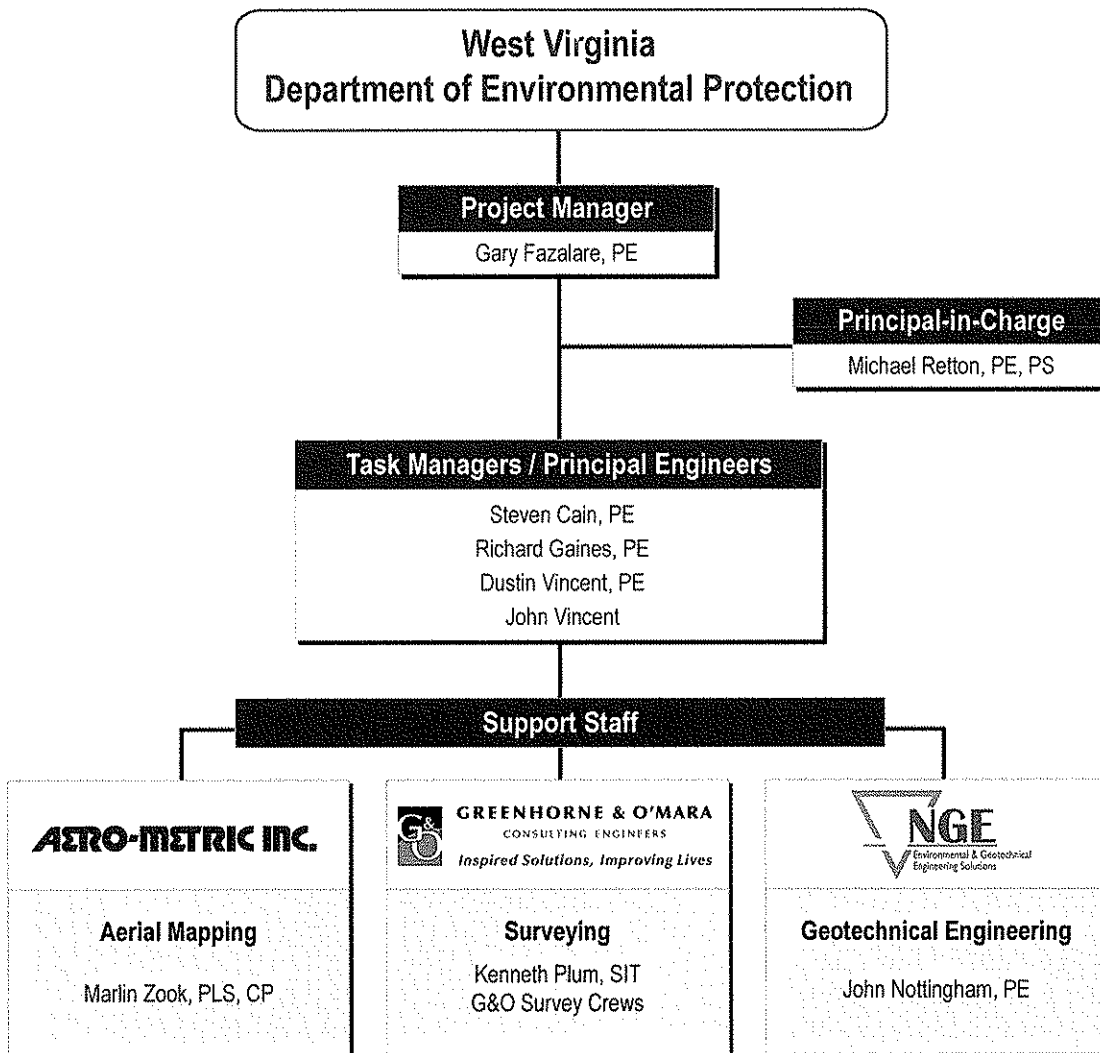 West Virginia
Department of Environmental Protection
Project Manager
Gary Fazalare, PE
Principal-in-Charge
Michael Retton, PE, PS
Task Managers / Principal Engineers
Steven Cain, PE
Richard Gaines, PE
Dustin Vincent, PE
John Vincent
Support Staff
AERO-METRIC INC.
Aerial Mapping
Marlin Zook, PLS, CP
G&O
GREENHORNE & O'MARA
CONSULTING ENGINEERS
Inspired Solutions, Improving Lives
Surveying
Kenneth Plum, SIT
G&O Survey Crews
NGE
Environmental & Geotechnical
Engineering Solutions
Geotechnical Engineering
John Nottingham, PE